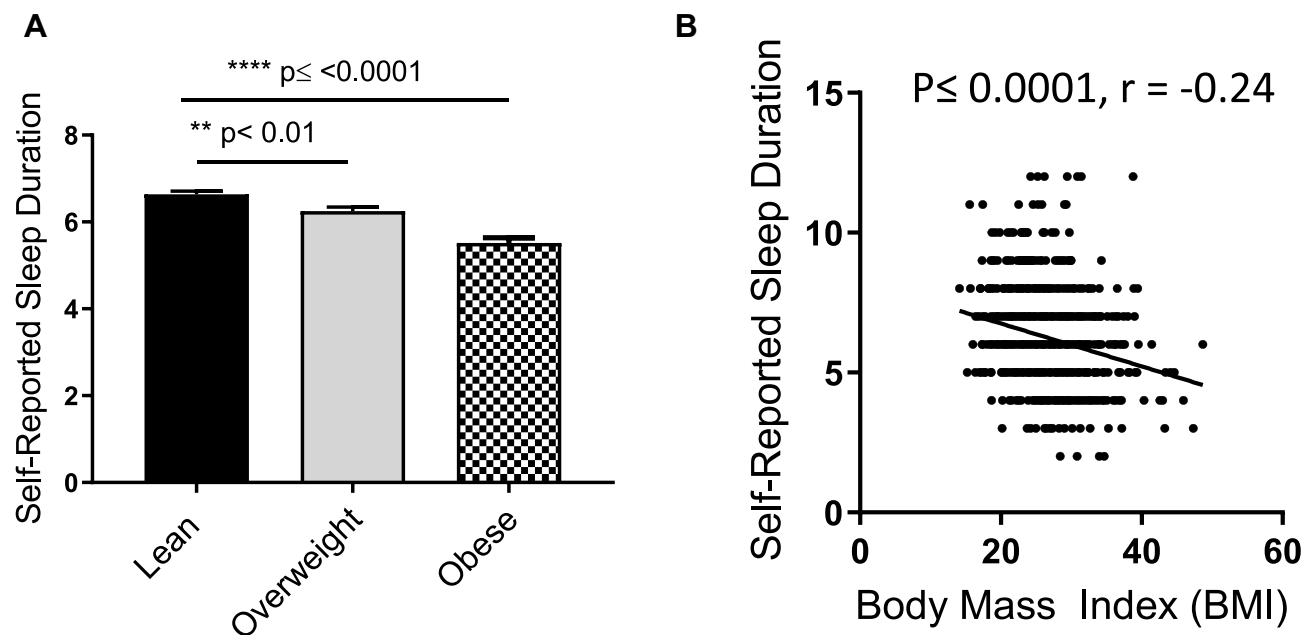 A
**** p≤ <0.0001
** p< 0.01
Self-Reported Sleep Duration
8
6
4
2
0
Lean
Overweight
Obese
B
P≤ 0.0001, r = -0.24
Self-Reported Sleep Duration
15
10
5
0
0 20 40 60
Body Mass Index (BMI)